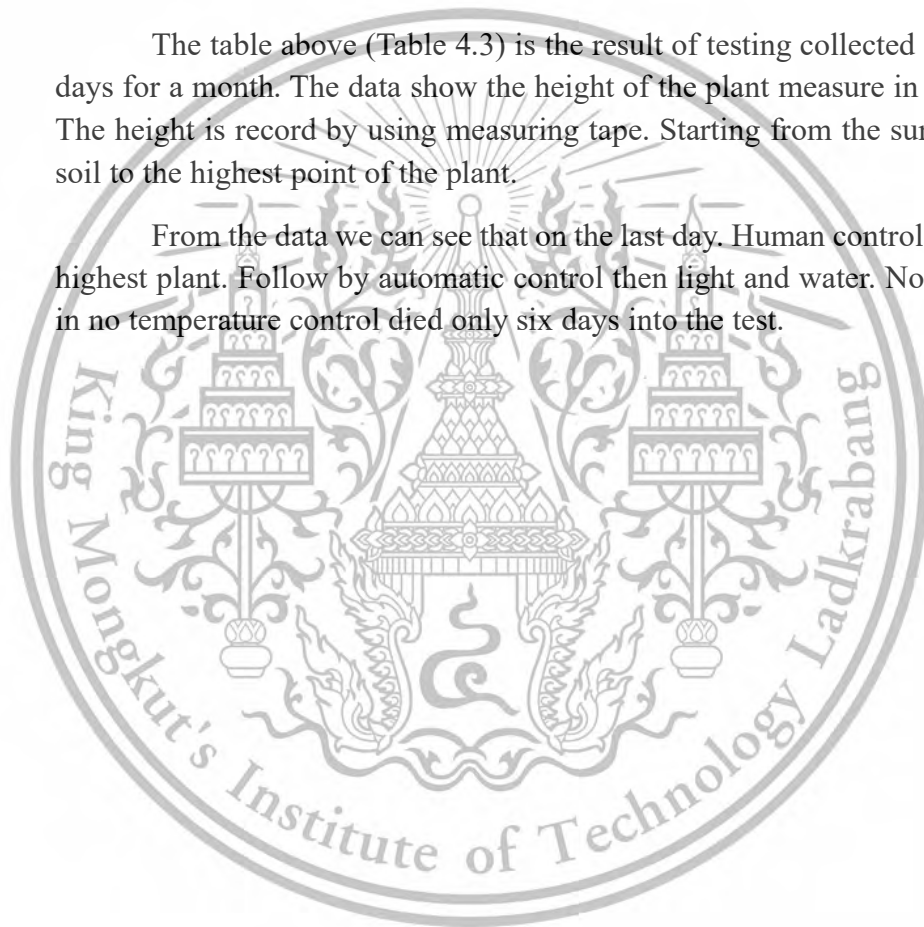 The table above (Table 4.3) is the result of testing collected
days for a month. The data show the height of the plant measure in
The height is record by using measuring tape. Starting from the sur
soil to the highest point of the plant.
From the data we can see that on the last day. Human control
highest plant. Follow by automatic control then light and water. No
in no temperature control died only six days into the test.
King Mongkut's Institute of Technology Ladkrabang